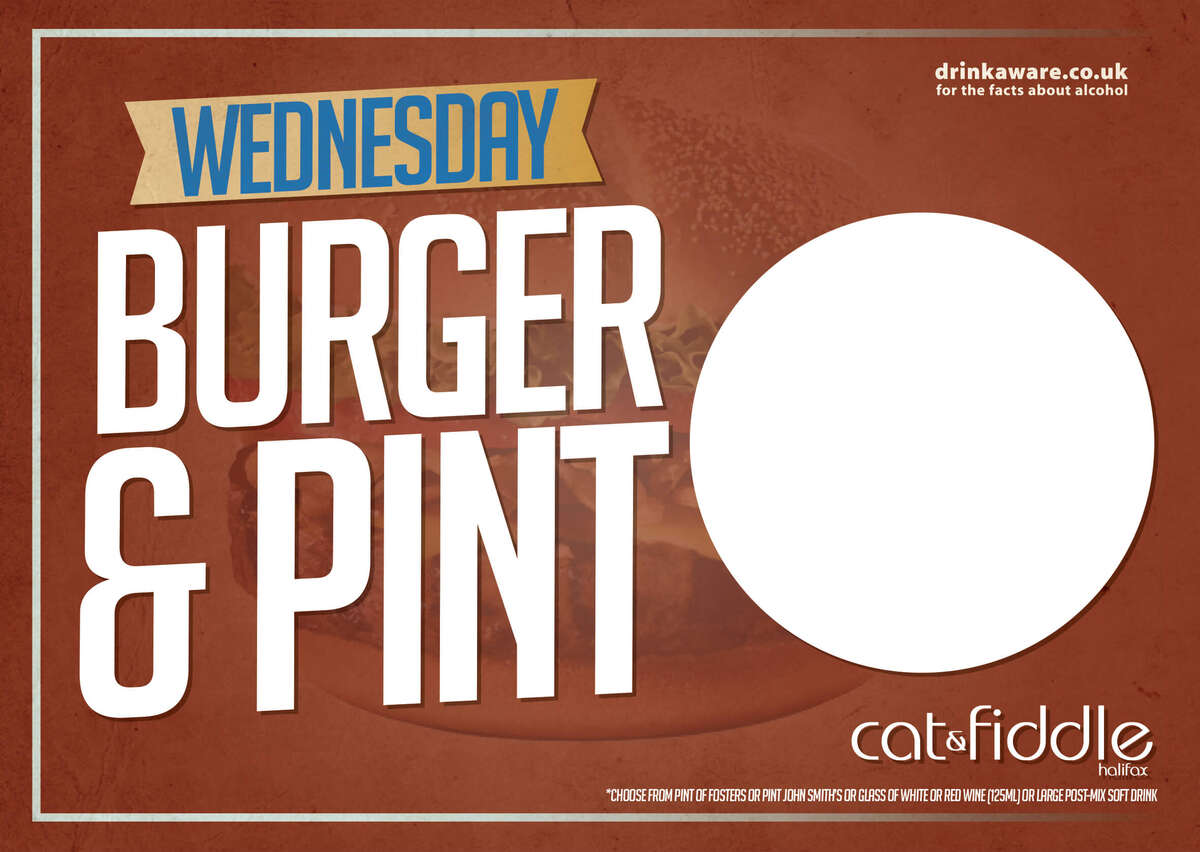 WEDNESDAY
BURGER
& PINT
drinkaware.co.uk
for the facts about alcohol
cat&fiddle
halifax
*CHOOSE FROM PINT OF FOSTERS OR PINT JOHN SMITH'S OR GLASS OF WHITE OR RED WINE (125ML) OR LARGE POST-MIX SOFT DRINK